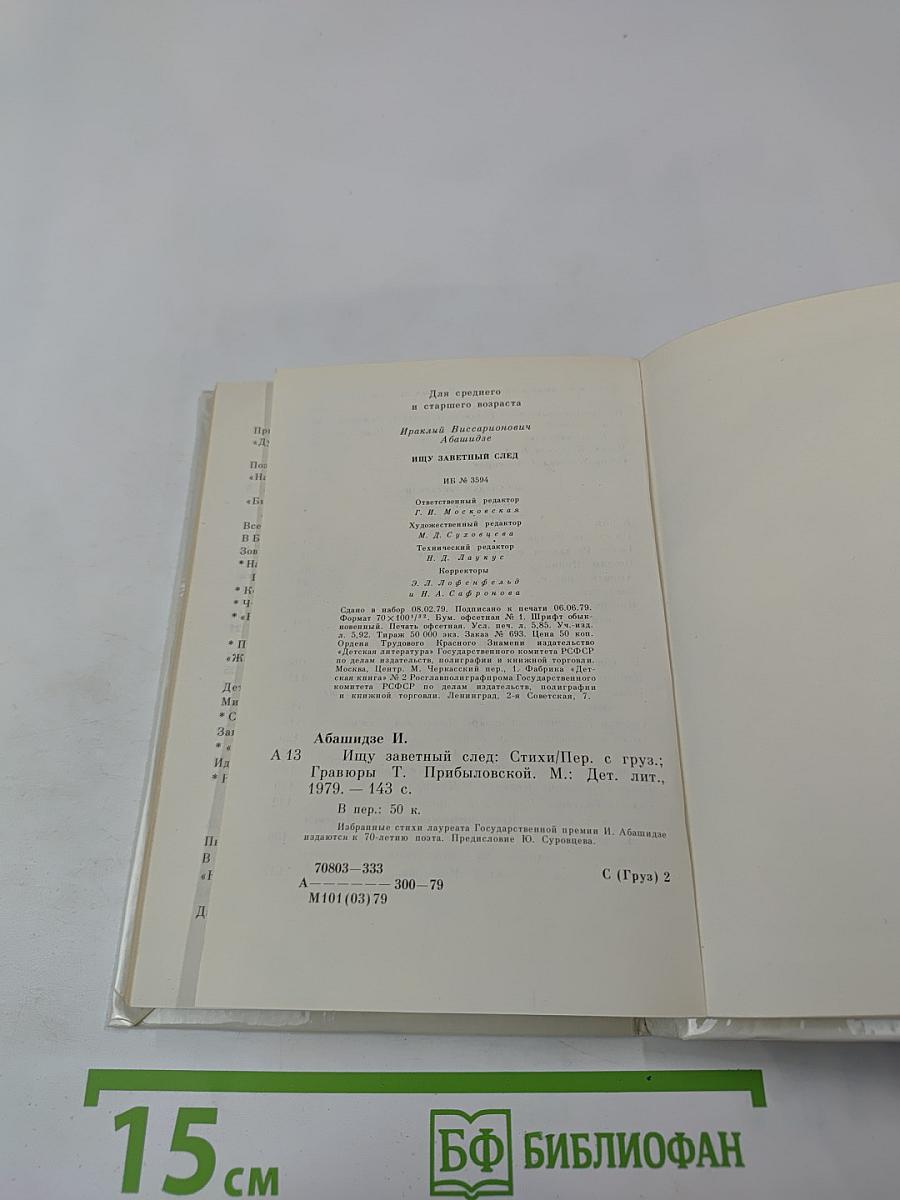 Для среднего
и старшего возраста
Ираклий Виссарионович
Абашидзе
ИЩУ ЗАВЕТНЫЙ СЛЕД
ИБ № 3594
Ответственный редактор
Г. И. Московская
Художественный редактор
М. Д. Суховцева
Технический редактор
Н. Д. Лаукус
Корректоры
Э. Л. Лофенфельд
и Н. А. Сафронова
Сдано в набор 08.02.79. Подписано к печати 06.06.79.
Формат 70×100¹/³². Бум. офсетная № 1. Шрифт обык-
новенный. Печать офсетная. Усл. печ. л. 5,85. Уч.-изд.
л. 5,92. Тираж 50 000 экз. Заказ № 693. Цена 50 коп.
Ордена Трудового Красного Знамени издательство
«Детская литература» Государственного комитета РСФСР
по делам издательств, полиграфии и книжной торговли.
Москва, Центр, М. Черкасский пер., 1. Фабрика «Дет-
ская книга» № 2 Росглавполиграфпрома Государственного
комитета РСФСР по делам издательств, полиграфии
и книжной торговли. Ленинград, 2-я Советская, 7.
Абашидзе И.
А 13 Ищу заветный след: Стихи/Пер. с груз.;
Гравюры Т. Прибыловской. М.: Дет. лит.,
1979. — 143 с.
В пер.: 50 к.
Избранные стихи лауреата Государственной премии И. Абашидзе
издаются к 70-летию поэта. Предисловие Ю. Суровцева.
70803—333
А—————— 300—79
М101(03)79
С (Груз) 2
15 см
БФ БИБЛИОФАН